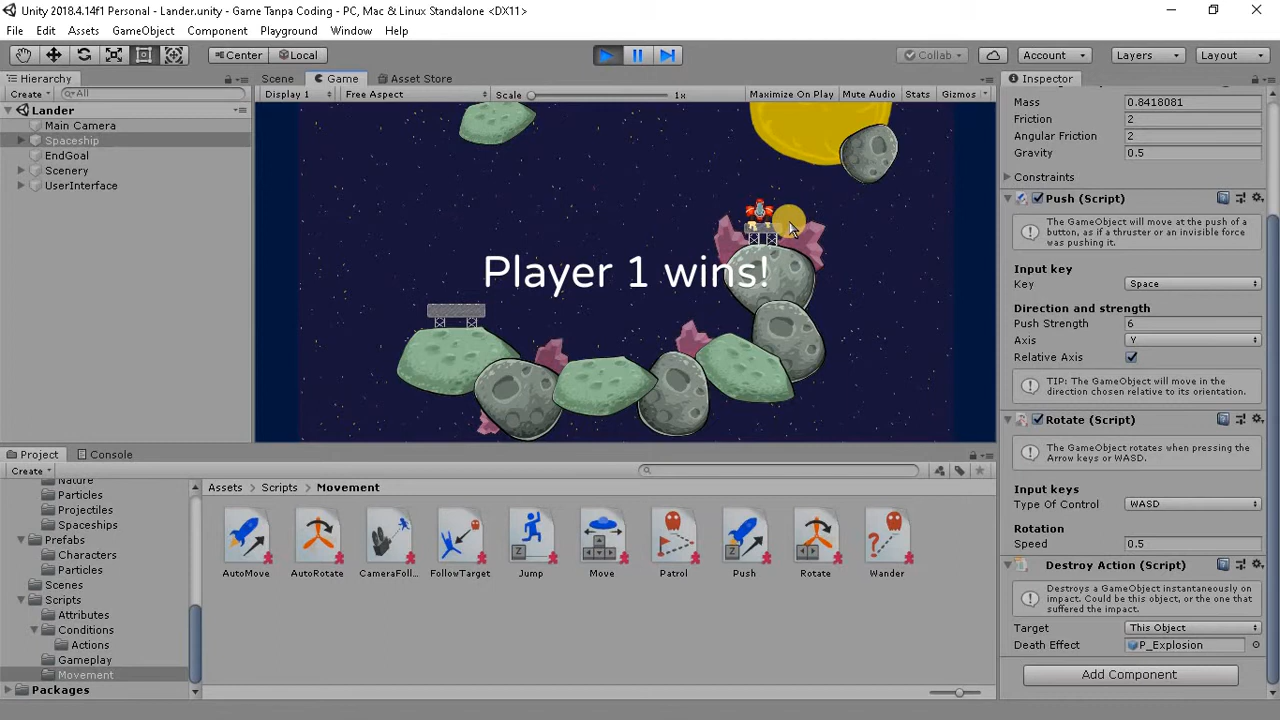 Unity 2018.4.14f1 Personal - Lander.unity - Game Tanpa Coding - PC, Mac & Linux Standalone <DX11>
File Edit Assets GameObject Component Playground Window Help
Center Local Collab Account Layers Layout
Hierarchy
Create All
Lander
Main Camera
Spaceship
EndGoal
Scenery
UserInterface
Scene Game Asset Store
Display 1 Free Aspect Scale 1x Maximize On Play Mute Audio Stats Gizmos
Player 1 wins!
Inspector
Mass 0.8418081
Friction 2
Angular Friction 2
Gravity 0.5
Constraints
Push (Script)
The GameObject will move at the push of a
button, as if a thruster or an invisible force
was pushing it.
Input key
Key Space
Direction and strength
Push Strength 6
Axis Y
Relative Axis
TIP: The GameObject will move in the
direction chosen relative to its orientation.
Rotate (Script)
The GameObject rotates when pressing the
Arrow keys or WASD.
Input keys
Type Of Control WASD
Rotation
Speed 0.5
Destroy Action (Script)
Destroys a GameObject instantaneously on
impact. Could be this object, or the one that
suffered the impact.
Target This Object
Death Effect P_Explosion
Add Component
Project Console
Create
Nature
Particles
Projectiles
Spaceships
Prefabs
Characters
Particles
Scenes
Scripts
Attributes
Conditions
Actions
Gameplay
Movement
Packages
Assets Scripts Movement
Z Z
AutoMove AutoRotate CameraFoll... FollowTarget Jump Move Patrol Push Rotate Wander